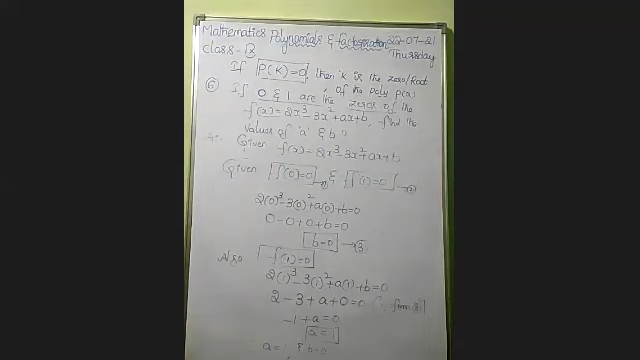 Mathematics Polynomials & factorisation 22-07-21
Class-13 Thursday
If P(K)=0, then 'K' is the zero/Root
of the poly p(x)
⑥ If 0 & 1 are the zeros of the
f(x)=2x³-3x²+ax+b, find the
values of 'a' & b?
Given f(x)=2x³-3x²+ax+b
Given f(0)=0 → ① & f(1)=0 → ②
2(0)³-3(0)²+a(0)+b=0
0-0+0+b=0
b=0 → ③
Also f(1)=0
2(1)³-3(1)²+a(1)+b=0
2-3+a+0=0 (∵ from ③)
-1+a=0
a=1